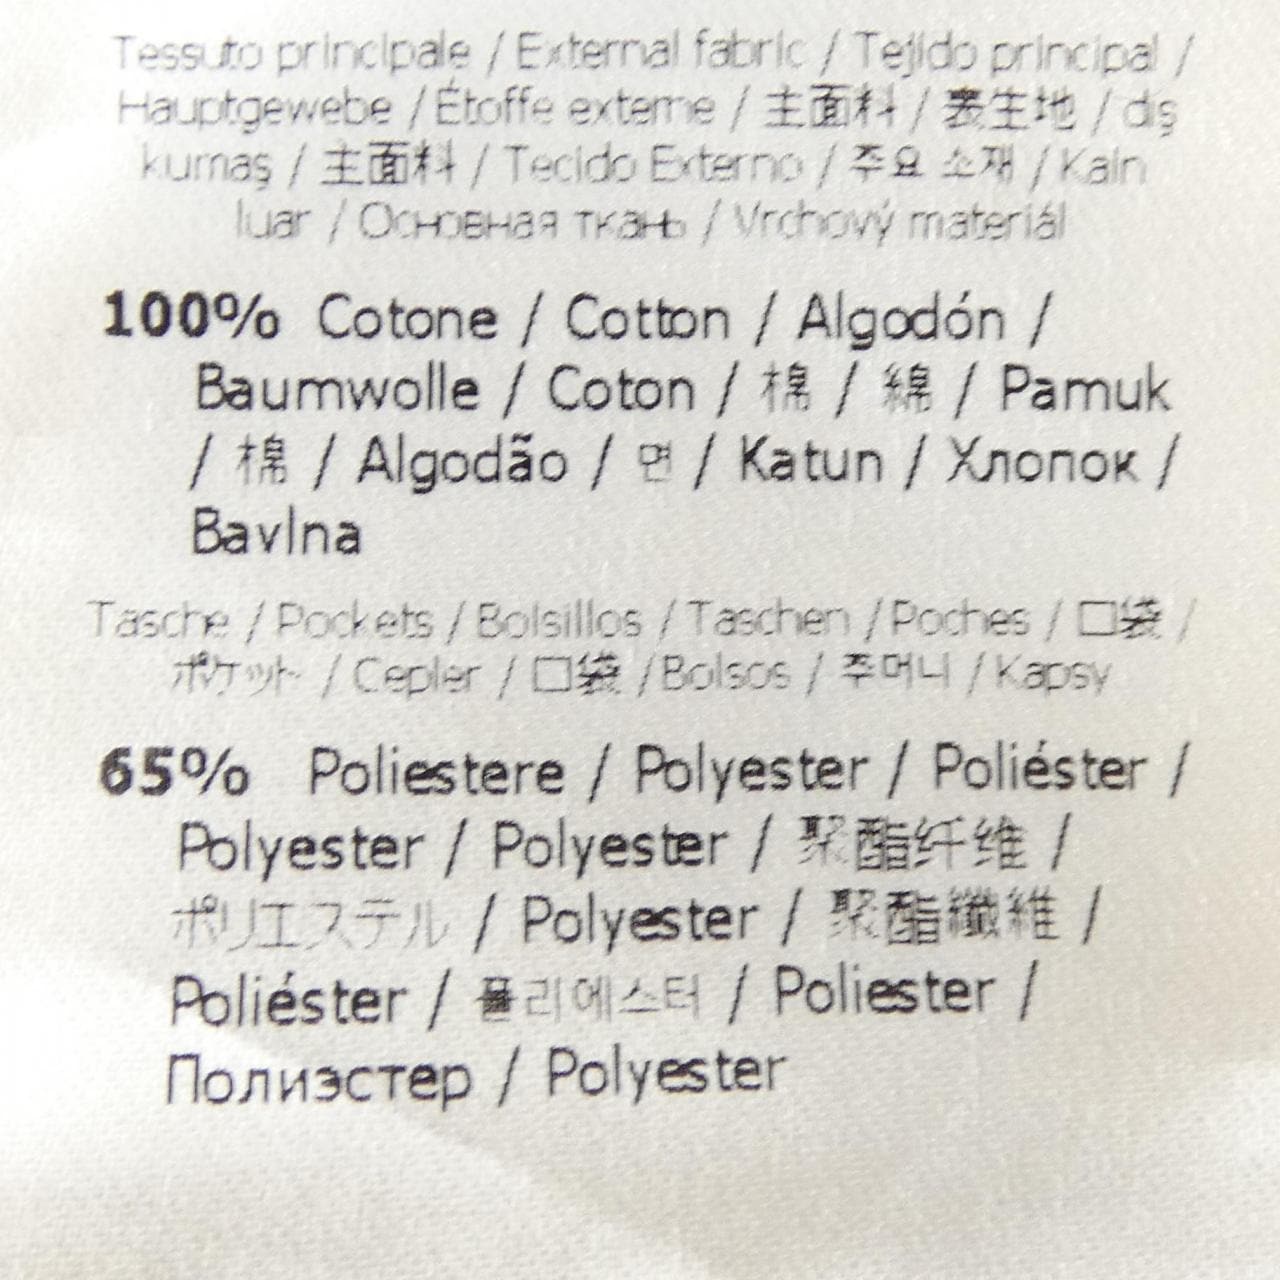 Tessuto principale / External fabric / Tejido principal /
Hauptgewebe / Étoffe externe / 主面料 / 表生地 / dış
kumaş / 主面料 / Tecido Externo / 주요 소재 / Kain
luar / Основная ткань / Vrchový materiál
100% Cotone / Cotton / Algodón /
Baumwolle / Coton / 棉 / 綿 / Pamuk
/ 棉 / Algodão / 면 / Katun / Хлопок /
Bavlna
Tasche / Pockets / Bolsillos / Taschen / Poches / 口袋 /
ポケット / Cepler / 口袋 / Bolsos / 주머니 / Kapsy
65% Poliestere / Polyester / Poliéster /
Polyester / Polyester / 聚酯纤维 /
ポリエステル / Polyester / 聚酯纖維 /
Poliéster / 폴리에스터 / Poliester /
Полиэстер / Polyester